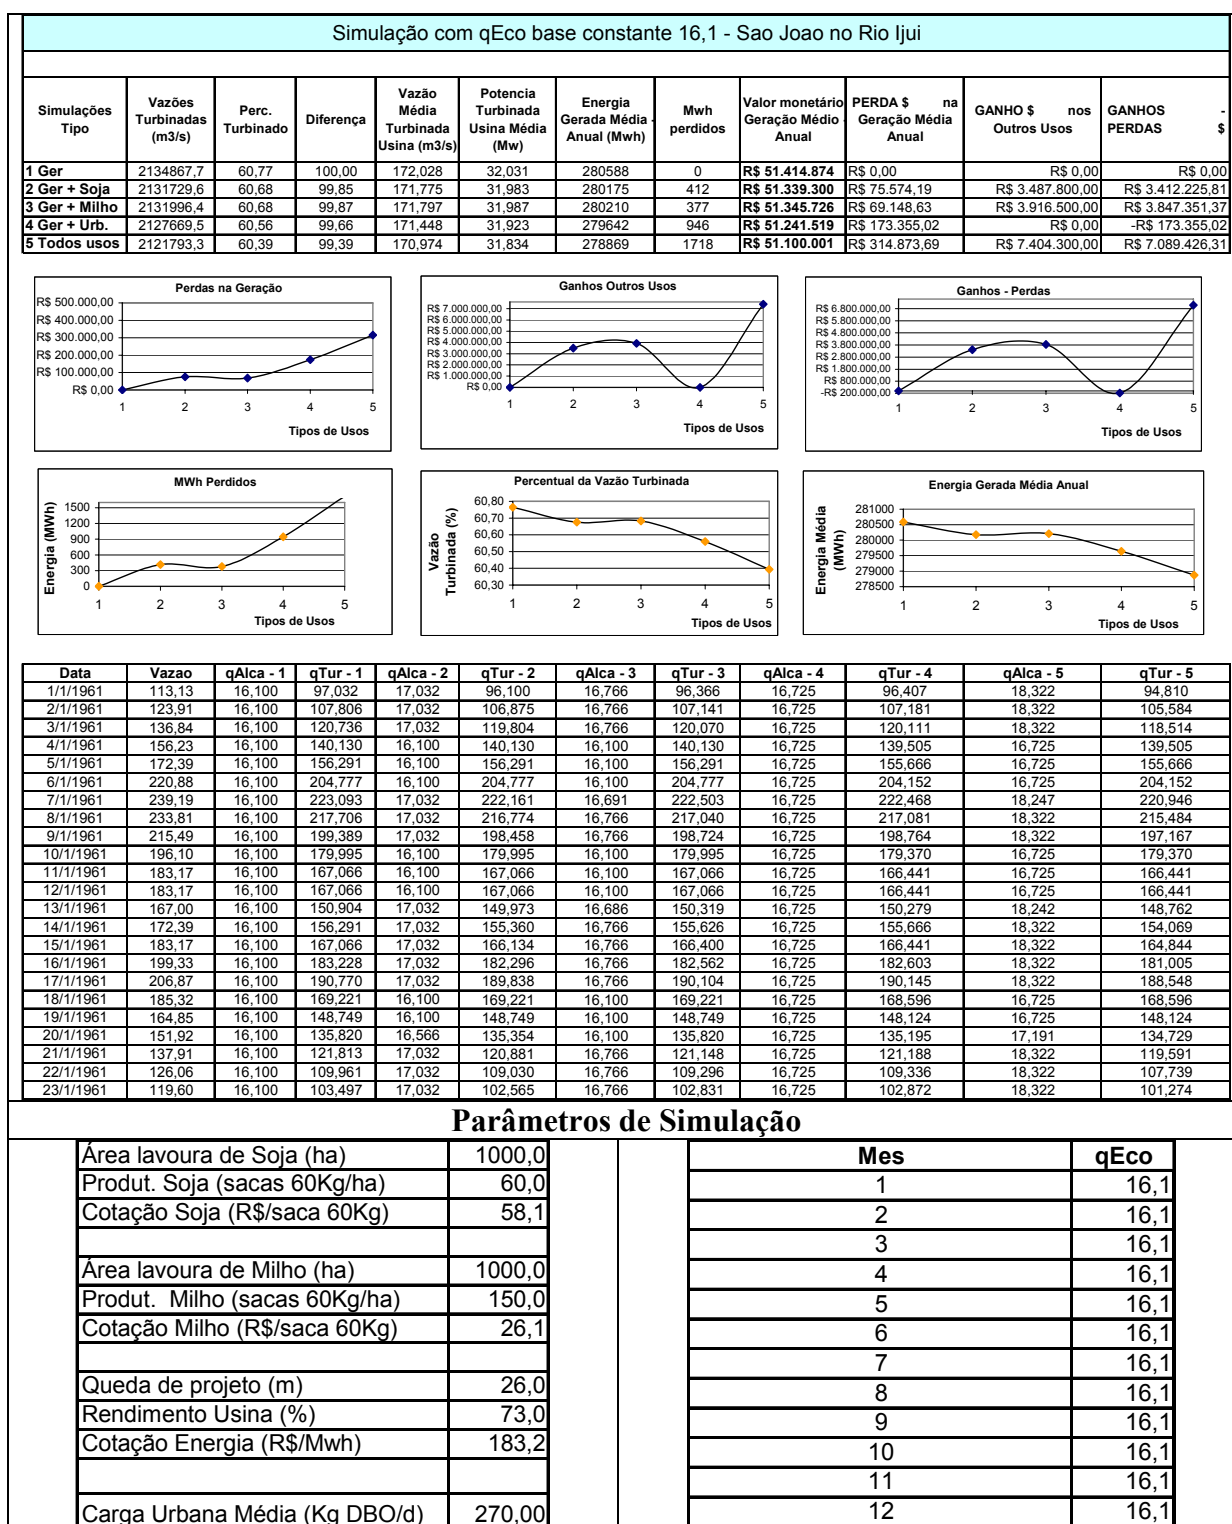 Simulação com qEco base constante 16,1 - Sao Joao no Rio Ijui
Simulações Tipo | Vazões Turbinadas (m3/s) | Perc. Turbinado | Diferença | Vazão Média Turbinada Usina (m3/s) | Potencia Turbinada Usina Média (Mw) | Energia Gerada Média - Anual (Mwh) | Mwh perdidos | Valor monetário Geração Médio - Anual | PERDA $ na Geração Média Anual | GANHO $ nos Outros Usos | GANHOS - PERDAS $
1 Ger | 2134867,7 | 60,77 | 100,00 | 172,028 | 32,031 | 280588 | 0 | R$ 51.414.874 | R$ 0,00 | R$ 0,00 | R$ 0,00
2 Ger + Soja | 2131729,6 | 60,68 | 99,85 | 171,775 | 31,983 | 280175 | 412 | R$ 51.339.300 | R$ 75.574,19 | R$ 3.487.800,00 | R$ 3.412.225,81
3 Ger + Milho | 2131996,4 | 60,68 | 99,87 | 171,797 | 31,987 | 280210 | 377 | R$ 51.345.726 | R$ 69.148,63 | R$ 3.916.500,00 | R$ 3.847.351,37
4 Ger + Urb. | 2127669,5 | 60,56 | 99,66 | 171,448 | 31,923 | 279642 | 946 | R$ 51.241.519 | R$ 173.355,02 | R$ 0,00 | -R$ 173.355,02
5 Todos usos | 2121793,3 | 60,39 | 99,39 | 170,974 | 31,834 | 278869 | 1718 | R$ 51.100.001 | R$ 314.873,69 | R$ 7.404.300,00 | R$ 7.089.426,31
Perdas na Geração
R$ 500.000,00
R$ 400.000,00
R$ 300.000,00
R$ 200.000,00
R$ 100.000,00
R$ 0,00
1 2 3 4 5
Tipos de Usos
Ganhos Outros Usos
R$ 7.000.000,00
R$ 6.000.000,00
R$ 5.000.000,00
R$ 4.000.000,00
R$ 3.000.000,00
R$ 2.000.000,00
R$ 1.000.000,00
R$ 0,00
1 2 3 4 5
Tipos de Usos
Ganhos - Perdas
R$ 6.800.000,00
R$ 5.800.000,00
R$ 4.800.000,00
R$ 3.800.000,00
R$ 2.800.000,00
R$ 1.800.000,00
R$ 800.000,00
-R$ 200.000,00
1 2 3 4 5
Tipos de Usos
MWh Perdidos
Energia (MWh)
1500
1200
900
600
300
0
1 2 3 4 5
Tipos de Usos
Percentual da Vazão Turbinada
Vazão Turbinada (%)
60,80
60,70
60,60
60,50
60,40
60,30
1 2 3 4 5
Tipos de Usos
Energia Gerada Média Anual
Energia Média (MWh)
281000
280500
280000
279500
279000
278500
1 2 3 4 5
Tipos de Usos
Data | Vazao | qAlca - 1 | qTur - 1 | qAlca - 2 | qTur - 2 | qAlca - 3 | qTur - 3 | qAlca - 4 | qTur - 4 | qAlca - 5 | qTur - 5
1/1/1961 | 113,13 | 16,100 | 97,032 | 17,032 | 96,100 | 16,766 | 96,366 | 16,725 | 96,407 | 18,322 | 94,810
2/1/1961 | 123,91 | 16,100 | 107,806 | 17,032 | 106,875 | 16,766 | 107,141 | 16,725 | 107,181 | 18,322 | 105,584
3/1/1961 | 136,84 | 16,100 | 120,736 | 17,032 | 119,804 | 16,766 | 120,070 | 16,725 | 120,111 | 18,322 | 118,514
4/1/1961 | 156,23 | 16,100 | 140,130 | 16,100 | 140,130 | 16,100 | 140,130 | 16,725 | 139,505 | 16,725 | 139,505
5/1/1961 | 172,39 | 16,100 | 156,291 | 16,100 | 156,291 | 16,100 | 156,291 | 16,725 | 155,666 | 16,725 | 155,666
6/1/1961 | 220,88 | 16,100 | 204,777 | 16,100 | 204,777 | 16,100 | 204,777 | 16,725 | 204,152 | 16,725 | 204,152
7/1/1961 | 239,19 | 16,100 | 223,093 | 17,032 | 222,161 | 16,691 | 222,503 | 16,725 | 222,468 | 18,247 | 220,946
8/1/1961 | 233,81 | 16,100 | 217,706 | 17,032 | 216,774 | 16,766 | 217,040 | 16,725 | 217,081 | 18,322 | 215,484
9/1/1961 | 215,49 | 16,100 | 199,389 | 17,032 | 198,458 | 16,766 | 198,724 | 16,725 | 198,764 | 18,322 | 197,167
10/1/1961 | 196,10 | 16,100 | 179,995 | 16,100 | 179,995 | 16,100 | 179,995 | 16,725 | 179,370 | 16,725 | 179,370
11/1/1961 | 183,17 | 16,100 | 167,066 | 16,100 | 167,066 | 16,100 | 167,066 | 16,725 | 166,441 | 16,725 | 166,441
12/1/1961 | 183,17 | 16,100 | 167,066 | 16,100 | 167,066 | 16,100 | 167,066 | 16,725 | 166,441 | 16,725 | 166,441
13/1/1961 | 167,00 | 16,100 | 150,904 | 17,032 | 149,973 | 16,686 | 150,319 | 16,725 | 150,279 | 18,242 | 148,762
14/1/1961 | 172,39 | 16,100 | 156,291 | 17,032 | 155,360 | 16,766 | 155,626 | 16,725 | 155,666 | 18,322 | 154,069
15/1/1961 | 183,17 | 16,100 | 167,066 | 17,032 | 166,134 | 16,766 | 166,400 | 16,725 | 166,441 | 18,322 | 164,844
16/1/1961 | 199,33 | 16,100 | 183,228 | 17,032 | 182,296 | 16,766 | 182,562 | 16,725 | 182,603 | 18,322 | 181,005
17/1/1961 | 206,87 | 16,100 | 190,770 | 17,032 | 189,838 | 16,766 | 190,104 | 16,725 | 190,145 | 18,322 | 188,548
18/1/1961 | 185,32 | 16,100 | 169,221 | 16,100 | 169,221 | 16,100 | 169,221 | 16,725 | 168,596 | 16,725 | 168,596
19/1/1961 | 164,85 | 16,100 | 148,749 | 16,100 | 148,749 | 16,100 | 148,749 | 16,725 | 148,124 | 16,725 | 148,124
20/1/1961 | 151,92 | 16,100 | 135,820 | 16,566 | 135,354 | 16,100 | 135,820 | 16,725 | 135,195 | 17,191 | 134,729
21/1/1961 | 137,91 | 16,100 | 121,813 | 17,032 | 120,881 | 16,766 | 121,148 | 16,725 | 121,188 | 18,322 | 119,591
22/1/1961 | 126,06 | 16,100 | 109,961 | 17,032 | 109,030 | 16,766 | 109,296 | 16,725 | 109,336 | 18,322 | 107,739
23/1/1961 | 119,60 | 16,100 | 103,497 | 17,032 | 102,565 | 16,766 | 102,831 | 16,725 | 102,872 | 18,322 | 101,274
Parâmetros de Simulação
Área lavoura de Soja (ha) | 1000,0
Produt. Soja (sacas 60Kg/ha) | 60,0
Cotação Soja (R$/saca 60Kg) | 58,1
Área lavoura de Milho (ha) | 1000,0
Produt. Milho (sacas 60Kg/ha) | 150,0
Cotação Milho (R$/saca 60Kg) | 26,1
Queda de projeto (m) | 26,0
Rendimento Usina (%) | 73,0
Cotação Energia (R$/Mwh) | 183,2
Carga Urbana Média (Kg DBO/d) | 270,00
Mes | qEco
1 | 16,1
2 | 16,1
3 | 16,1
4 | 16,1
5 | 16,1
6 | 16,1
7 | 16,1
8 | 16,1
9 | 16,1
10 | 16,1
11 | 16,1
12 | 16,1